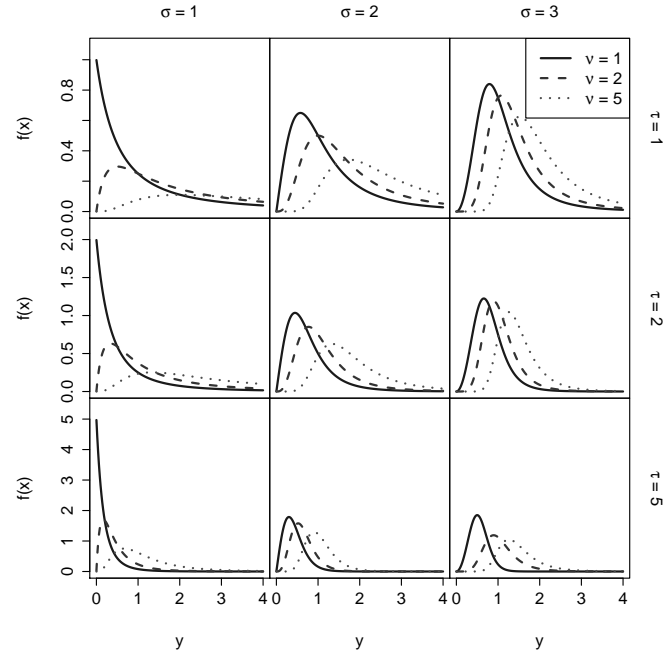 σ = 1
σ = 2
σ = 3
f(x)
0.0
0.4
0.8
ν = 1
ν = 2
ν = 5
τ = 1
f(x)
0.0
0.5
1.0
1.5
2.0
τ = 2
f(x)
0
1
2
3
4
5
τ = 5
0 1 2 3 4
0 1 2 3 4
0 1 2 3 4
y
y
y